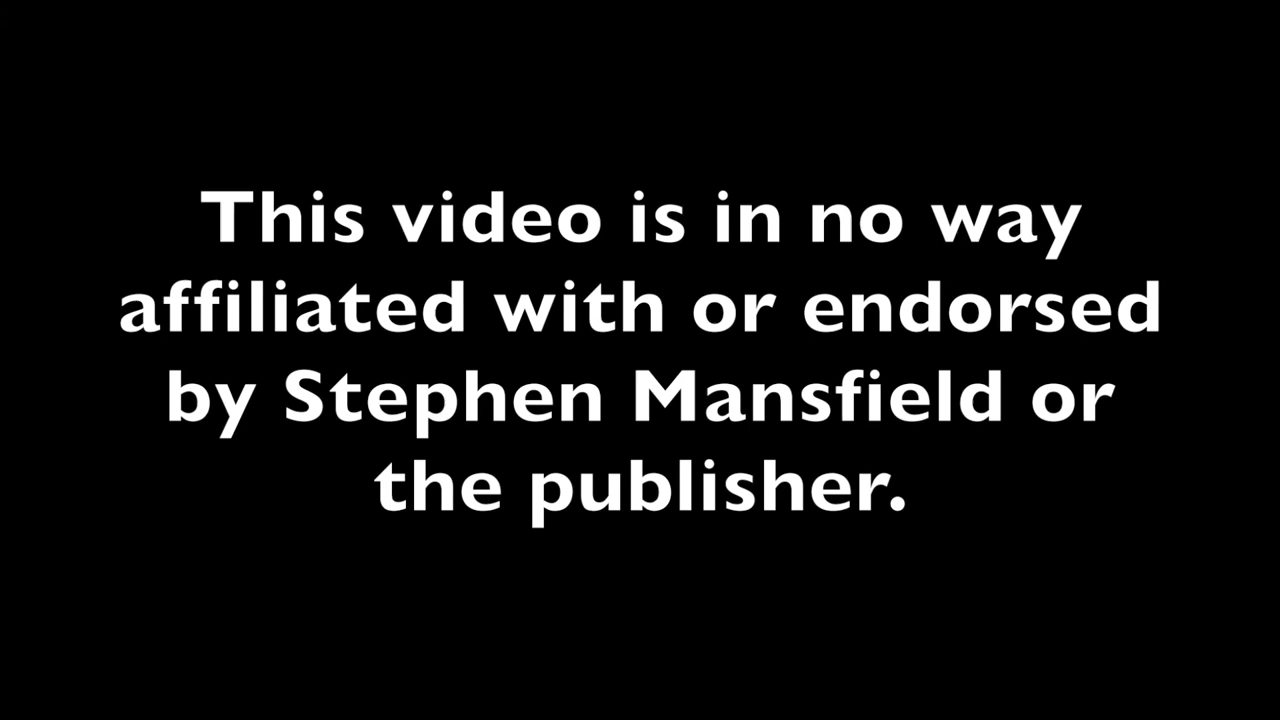 This video is in no way
affiliated with or endorsed
by Stephen Mansfield or
the publisher.